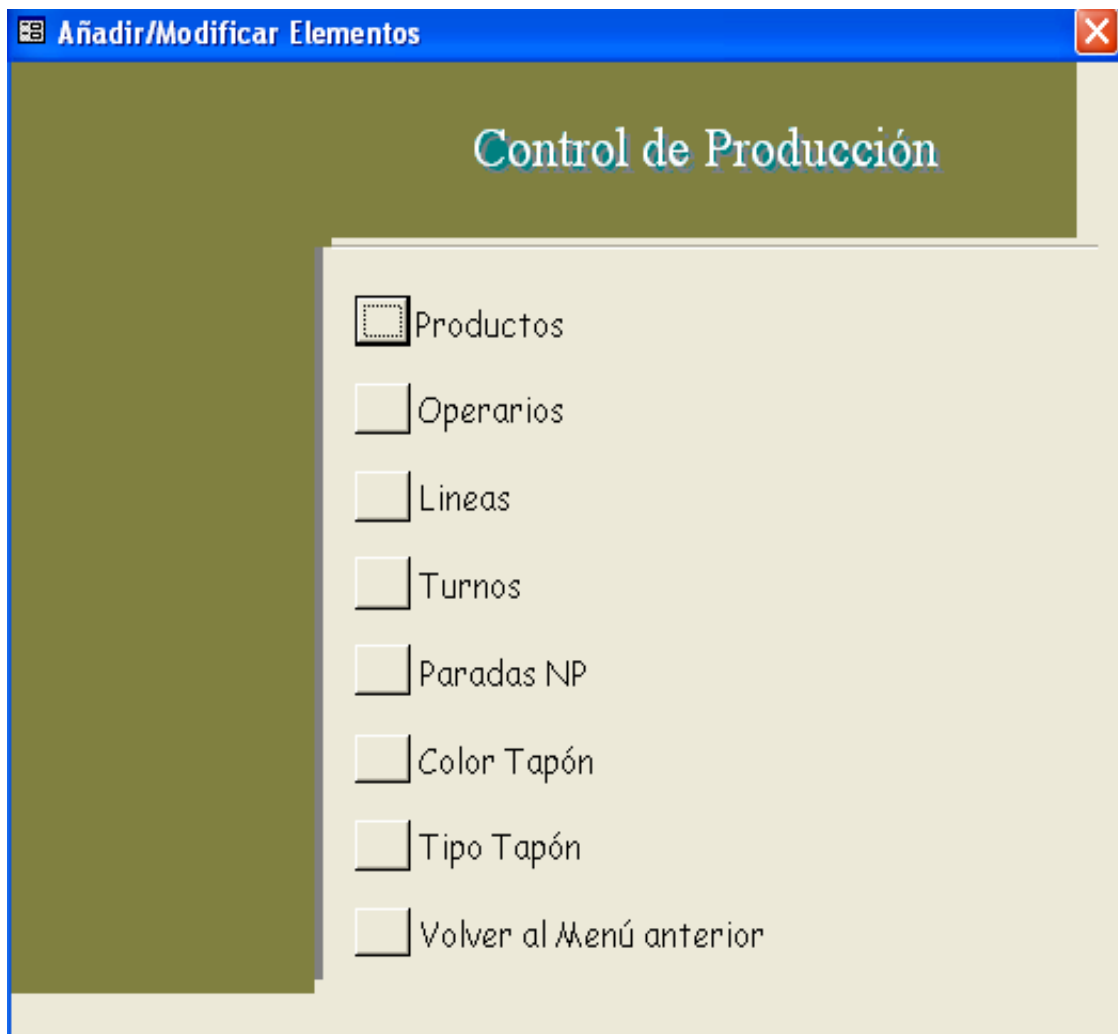 Añadir/Modificar Elementos
Control de Producción
Productos
Operarios
Lineas
Turnos
Paradas NP
Color Tapón
Tipo Tapón
Volver al Menú anterior